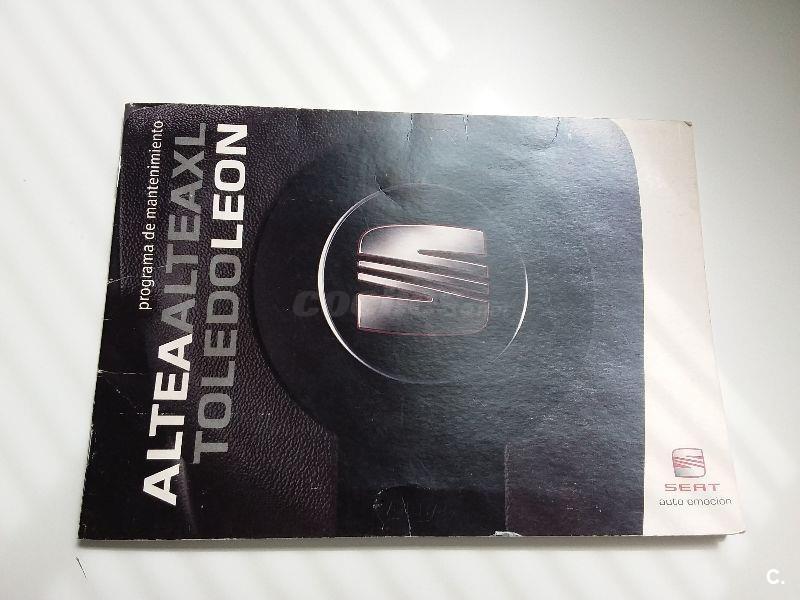 programa de mantenimiento
ALTEAALTEAXL
TOLEDOLEON
SEAT
auto emoción
C.